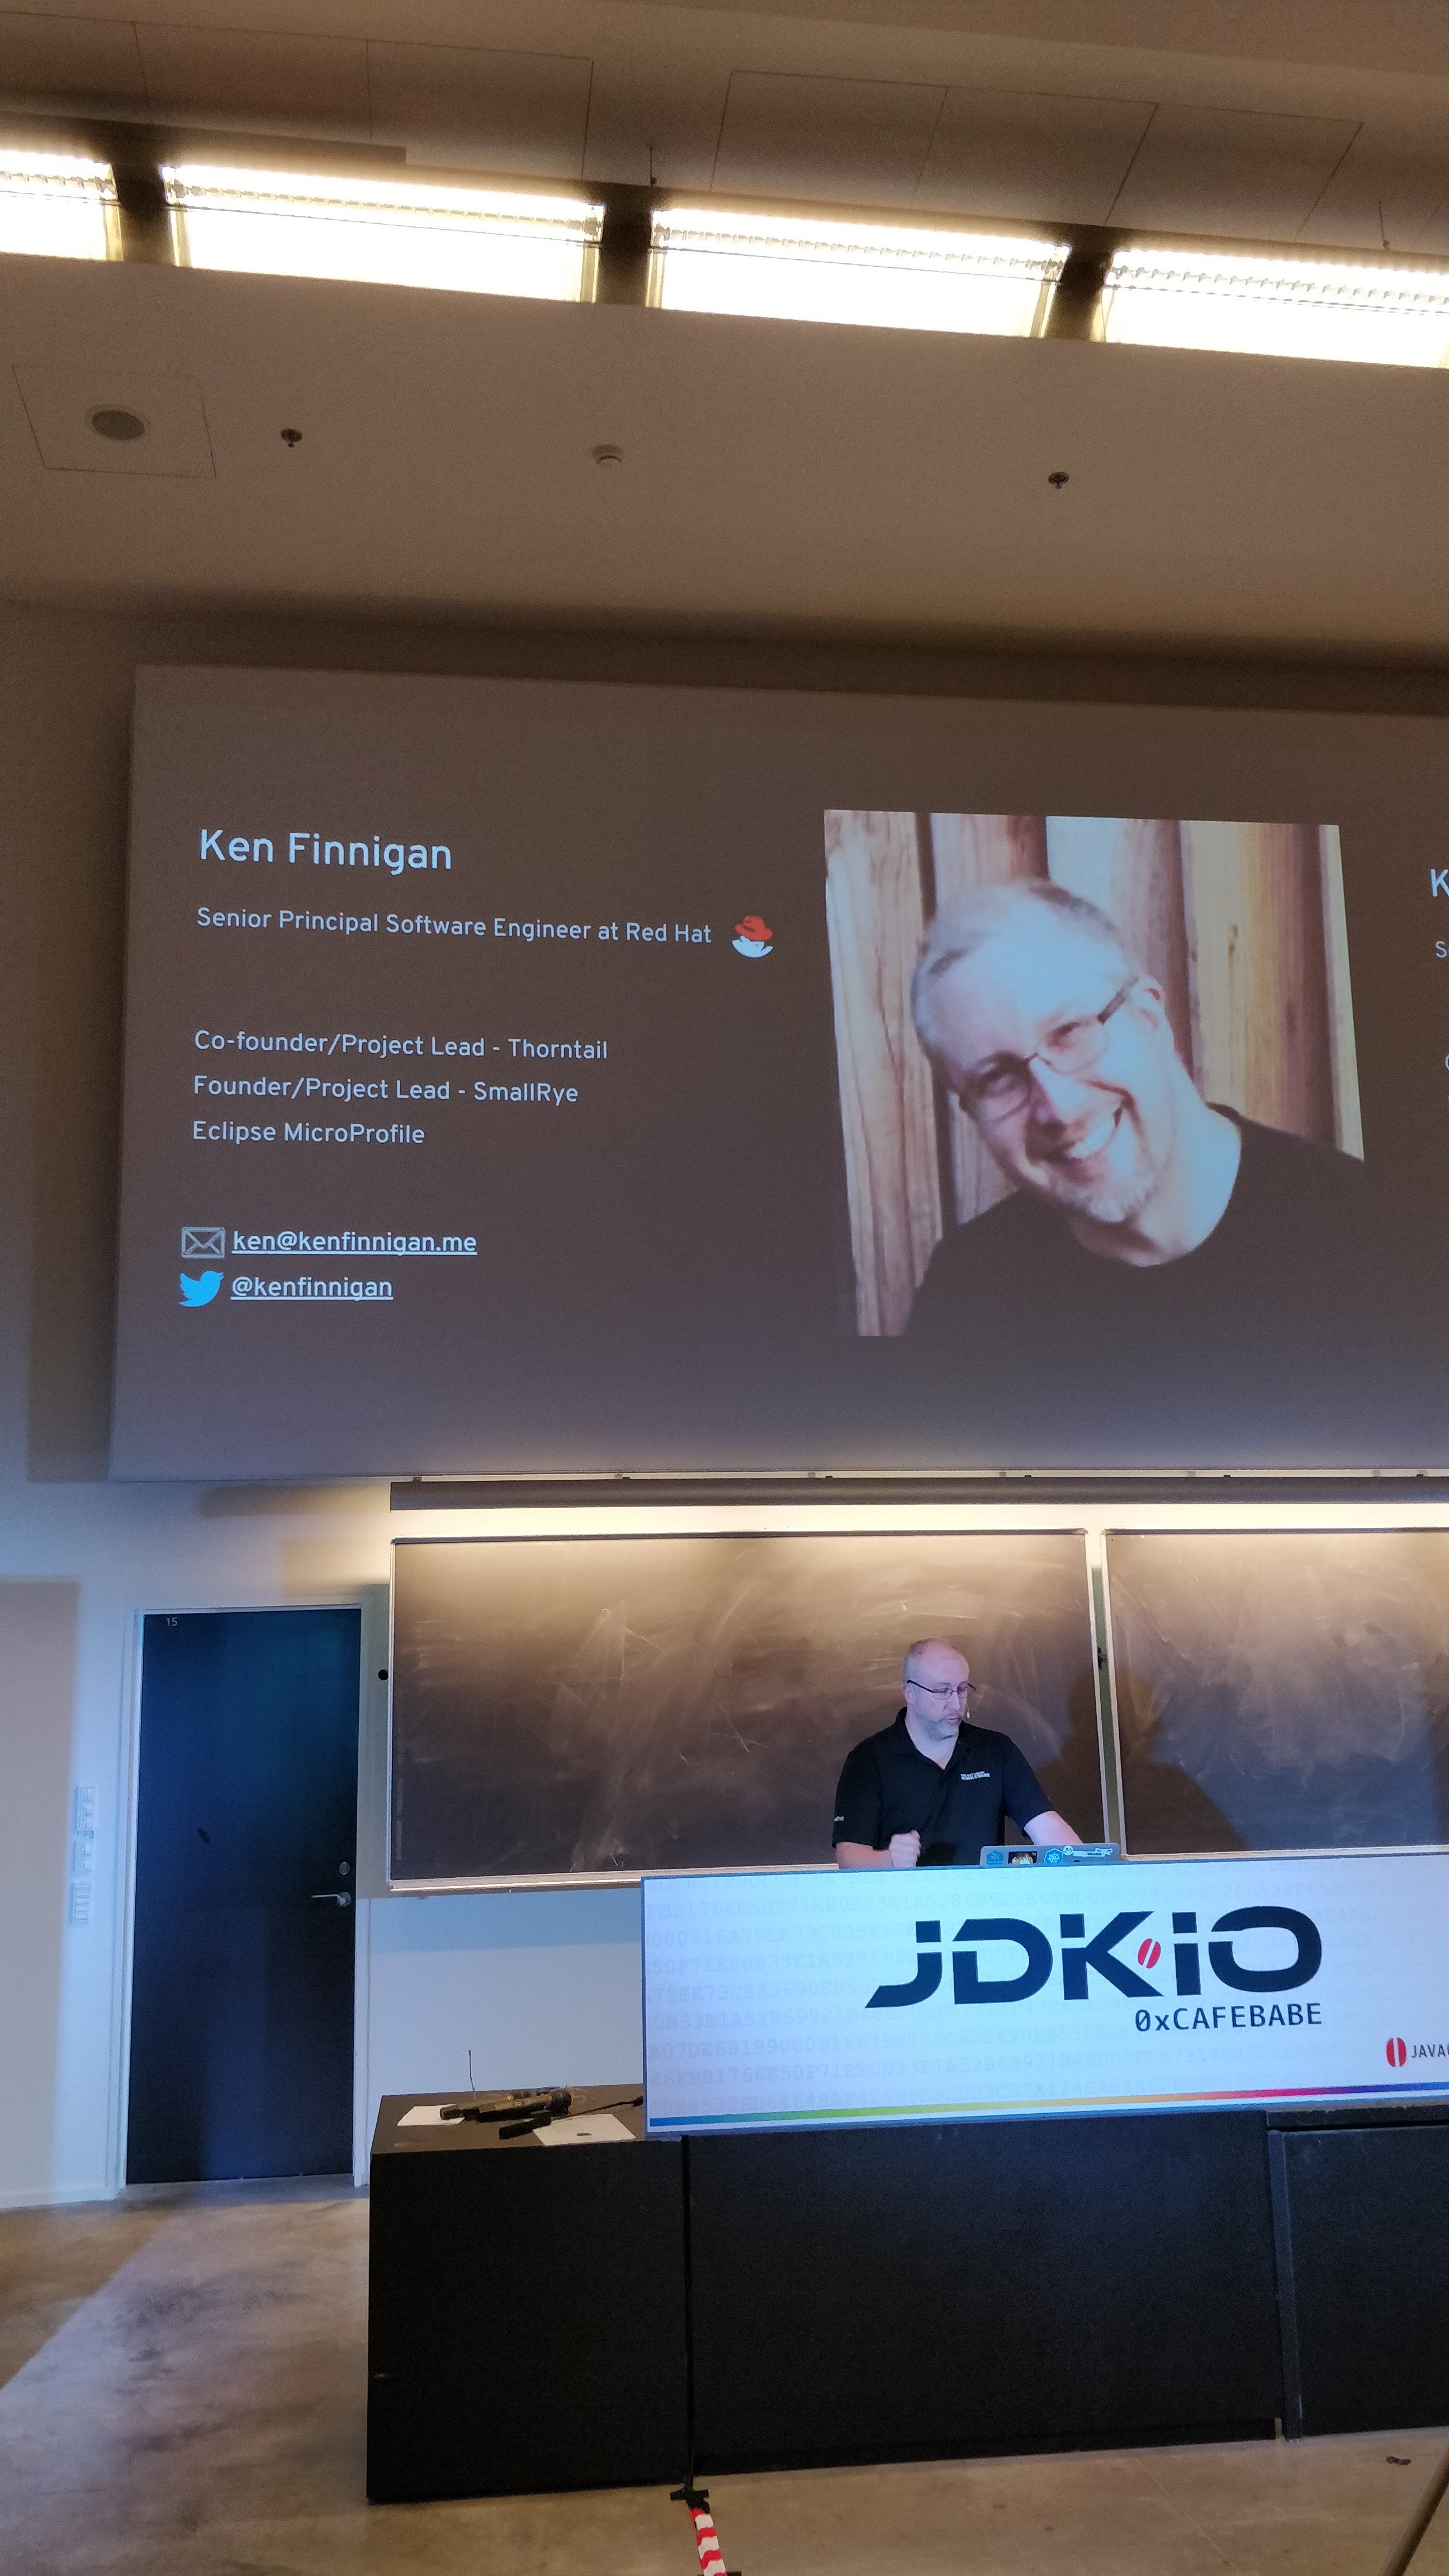 Ken Finnigan
Senior Principal Software Engineer at Red Hat
Co-founder/Project Lead - Thorntail
Founder/Project Lead - SmallRye
Eclipse MicroProfile
ken@kenfinnigan.me
@kenfinnigan
15
JDK.IO
0xCAFEBABE